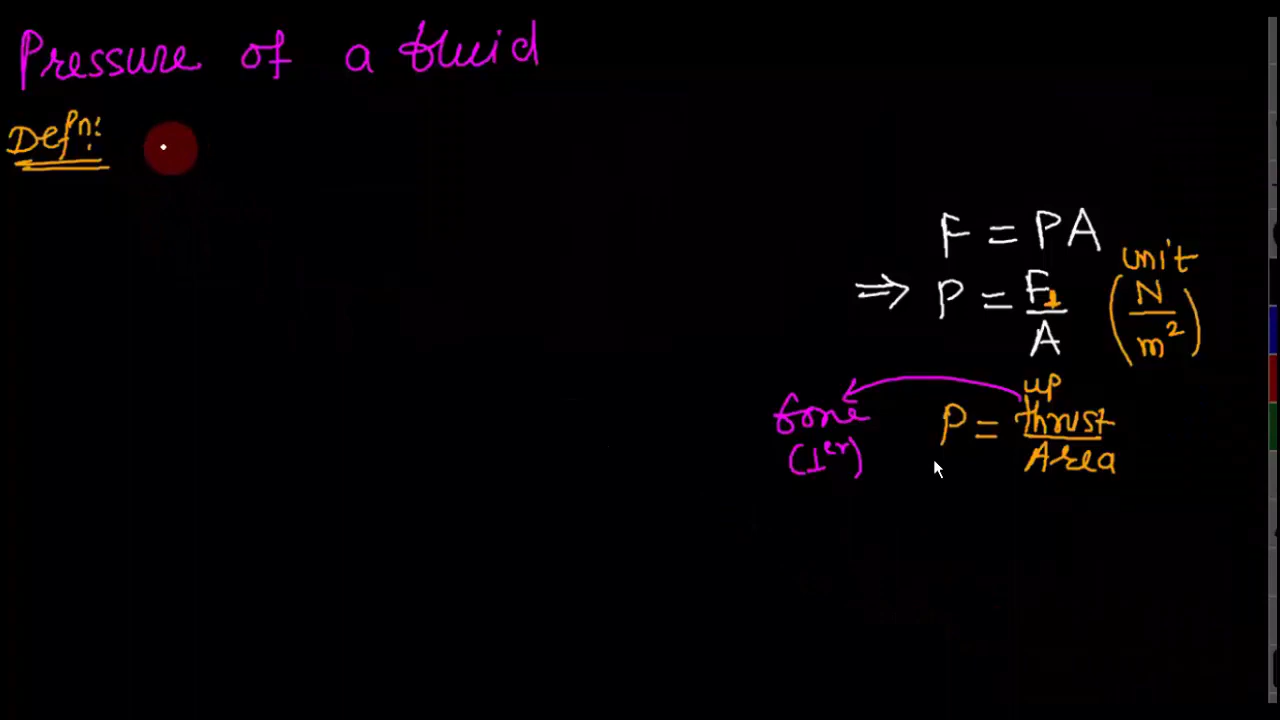 Pressure of a fluid
Defn:
F = PA
⇒ P = F⊥/A (N/m²) unit
P = up thrust/Area
force
(⊥er)